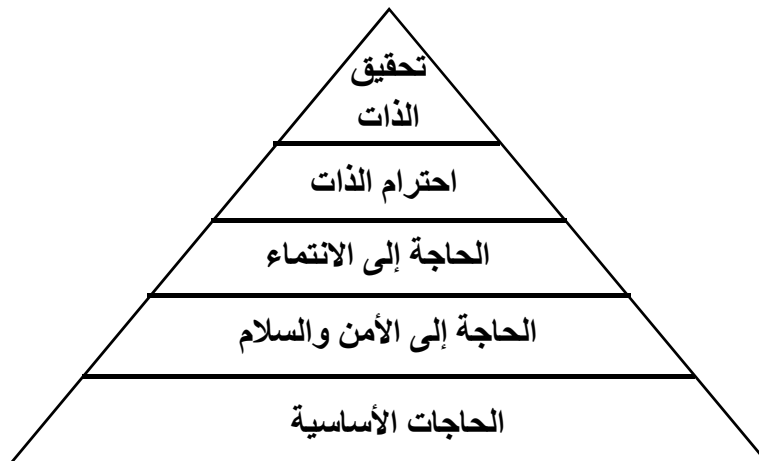 تحقيق
الذات
احترام الذات
الحاجة إلى الانتماء
الحاجة إلى الأمن والسلام
الحاجات الأساسية